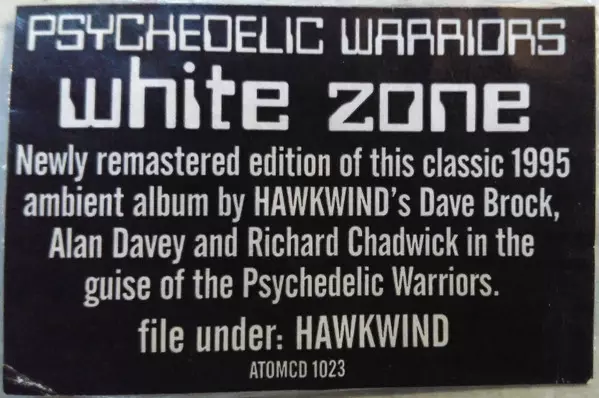 PSYCHEDELIC WARRIORS
white zone
Newly remastered edition of this classic 1995
ambient album by HAWKWIND's Dave Brock,
Alan Davey and Richard Chadwick in the
guise of the Psychedelic Warriors.
file under: HAWKWIND
ATOMCD 1023